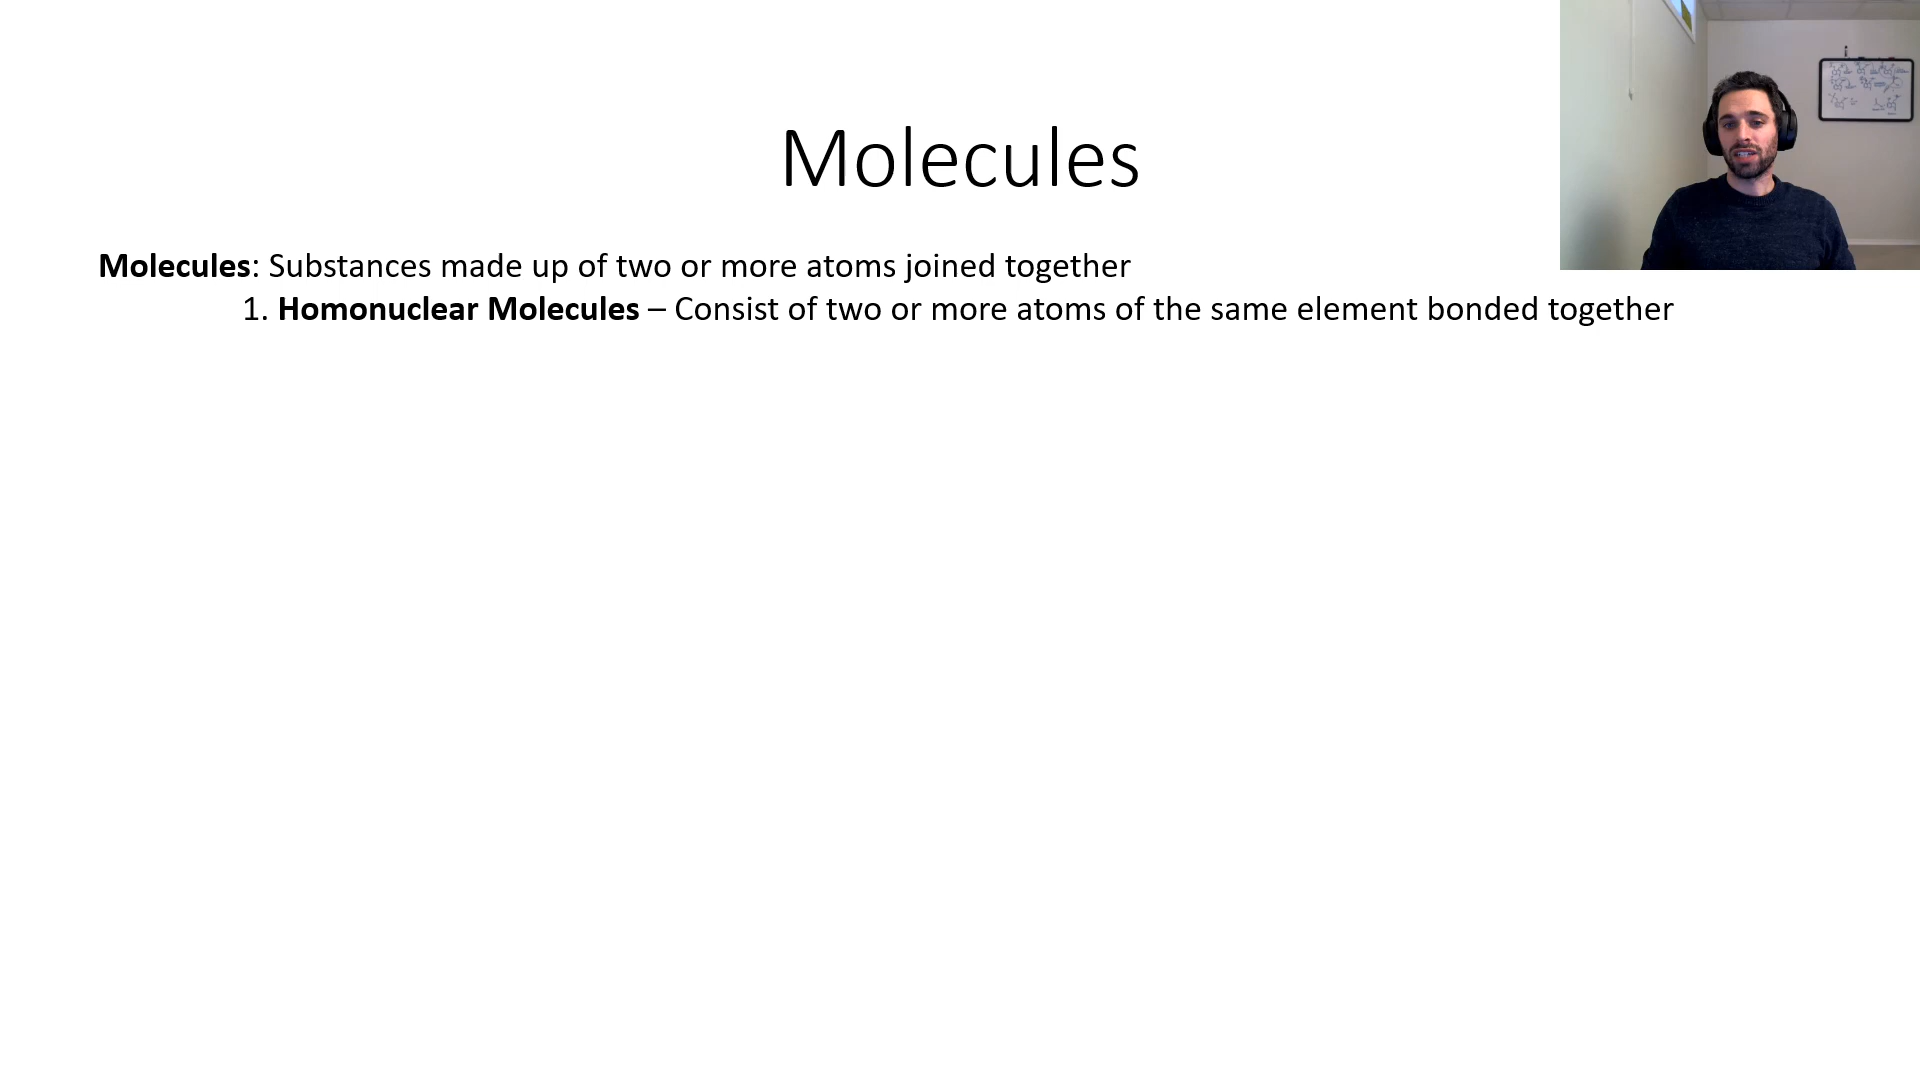 Molecules
Molecules: Substances made up of two or more atoms joined together
1. Homonuclear Molecules – Consist of two or more atoms of the same element bonded together